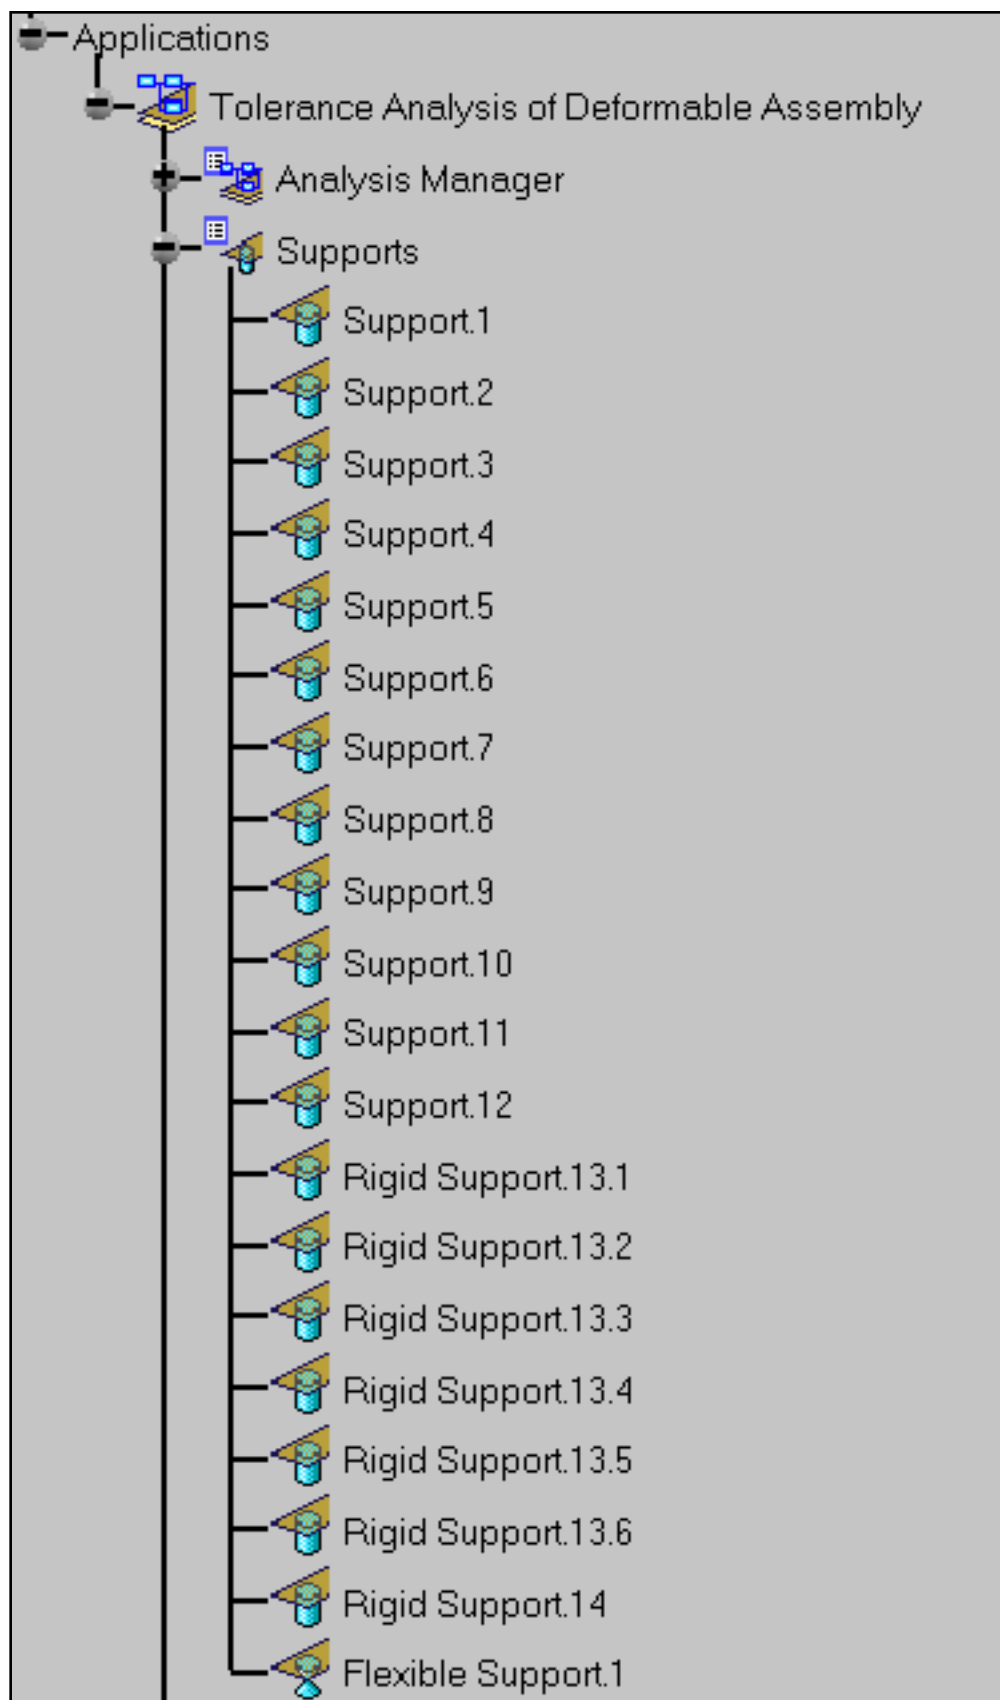 Applications
Tolerance Analysis of Deformable Assembly
Analysis Manager
Supports
Support.1
Support.2
Support.3
Support.4
Support.5
Support.6
Support.7
Support.8
Support.9
Support.10
Support.11
Support.12
Rigid Support.13.1
Rigid Support.13.2
Rigid Support.13.3
Rigid Support.13.4
Rigid Support.13.5
Rigid Support.13.6
Rigid Support.14
Flexible Support.1